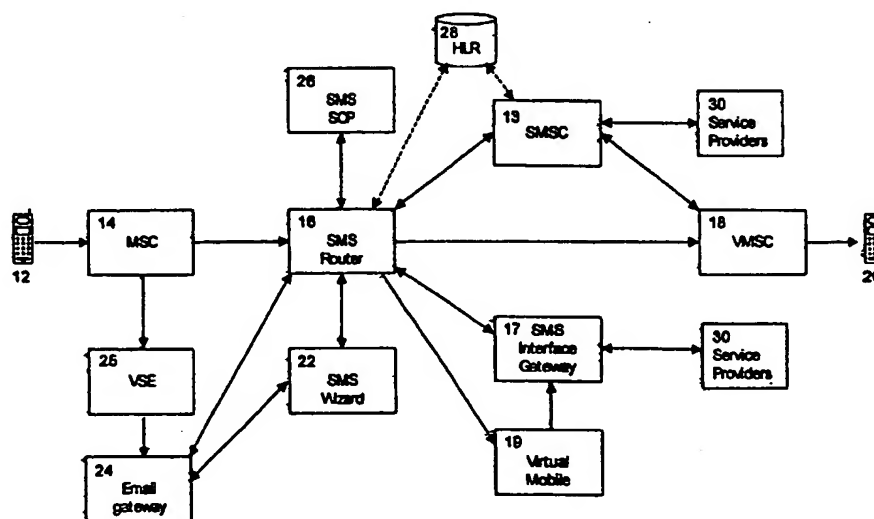 28
HLR
26
SMS
SCP
13
SMSC
30
Service
Providers
12
14
MSC
16
SMS
Router
18
VMSC
25
VSE
22
SMS
Wizard
17
SMS
Interface
Gateway
30
Service
Providers
24
Email
gateway
19
Virtual
Mobile